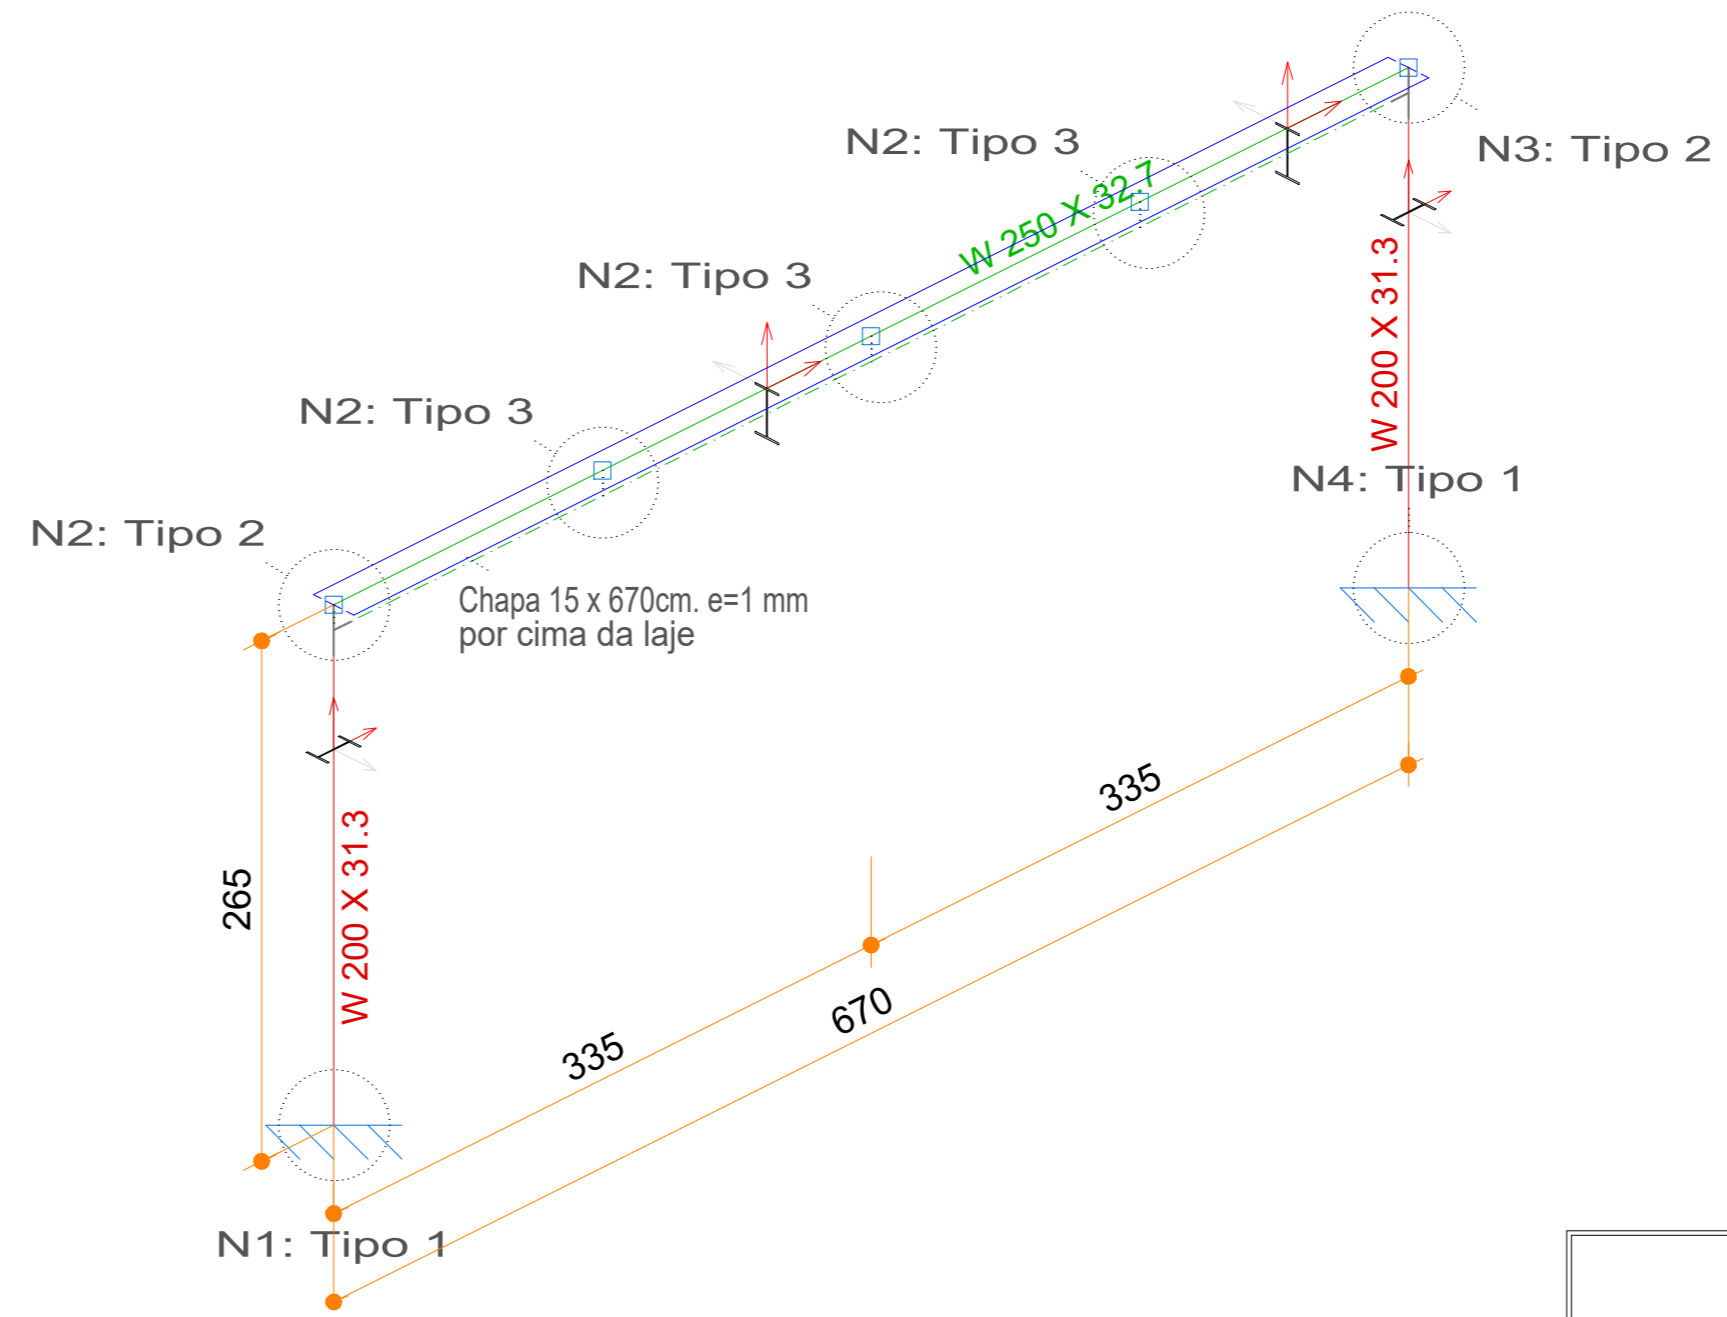 N2: Tipo 3
N3: Tipo 2
W 250 X 32.7
N2: Tipo 3
W 200 X 31.3
N2: Tipo 3
N4: Tipo 1
N2: Tipo 2
Chapa 15 x 670cm. e=1 mm
por cima da laje
335
265
W 200 X 31.3
670
335
N1: Tipo 1